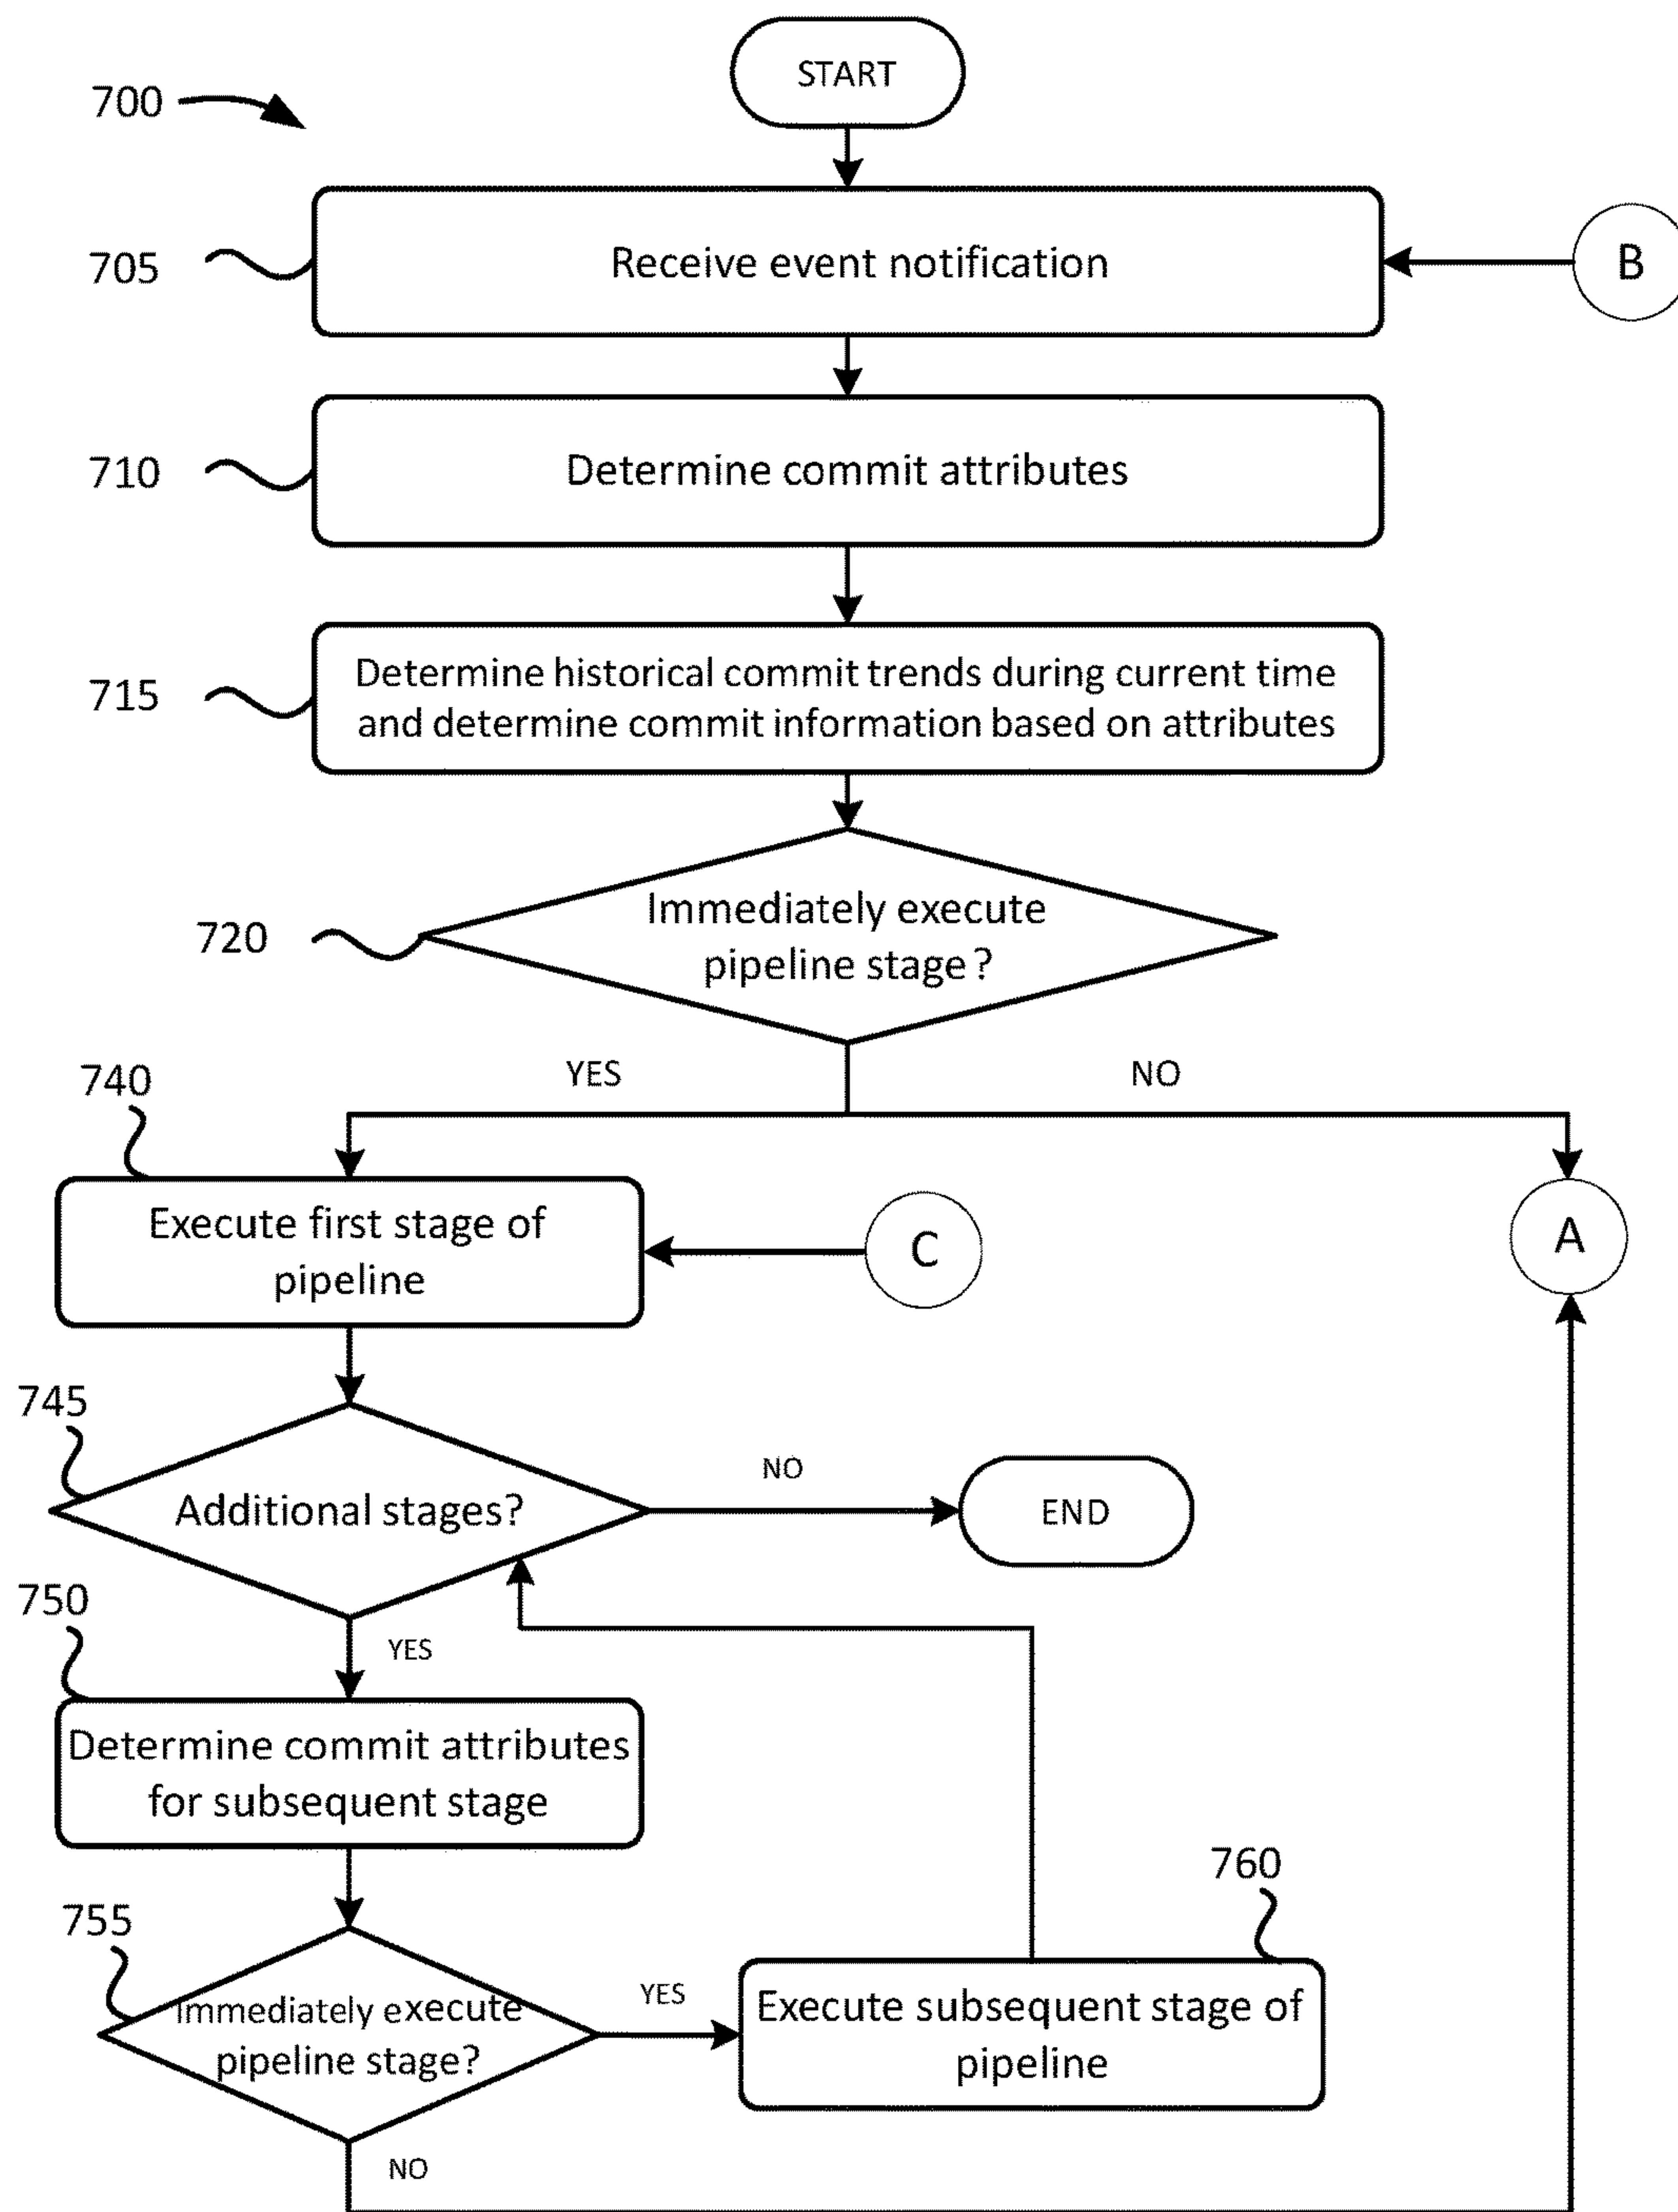 START
700
705
Receive event notification
B
710
Determine commit attributes
715
Determine historical commit trends during current time
and determine commit information based on attributes
720
Immediately execute
pipeline stage?
YES
NO
740
Execute first stage of
pipeline
C
A
745
Additional stages?
NO
END
750
YES
Determine commit attributes
for subsequent stage
760
755
Immediately execute
pipeline stage?
YES
Execute subsequent stage of
pipeline
NO